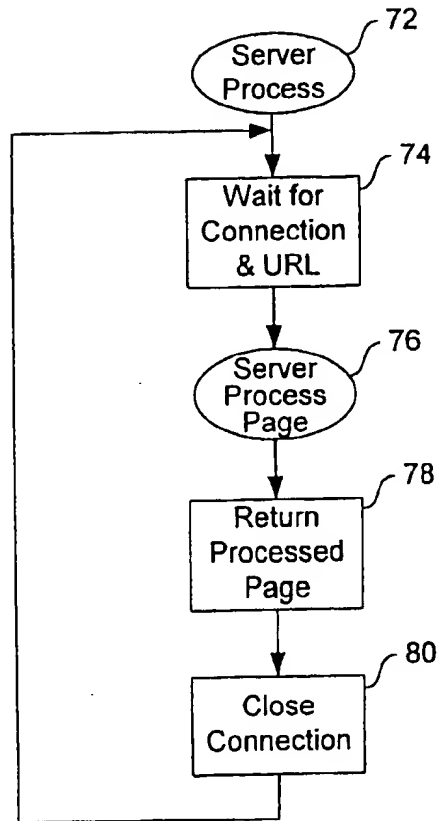 72
Server
Process
74
Wait for
Connection
& URL
76
Server
Process
Page
78
Return
Processed
Page
80
Close
Connection